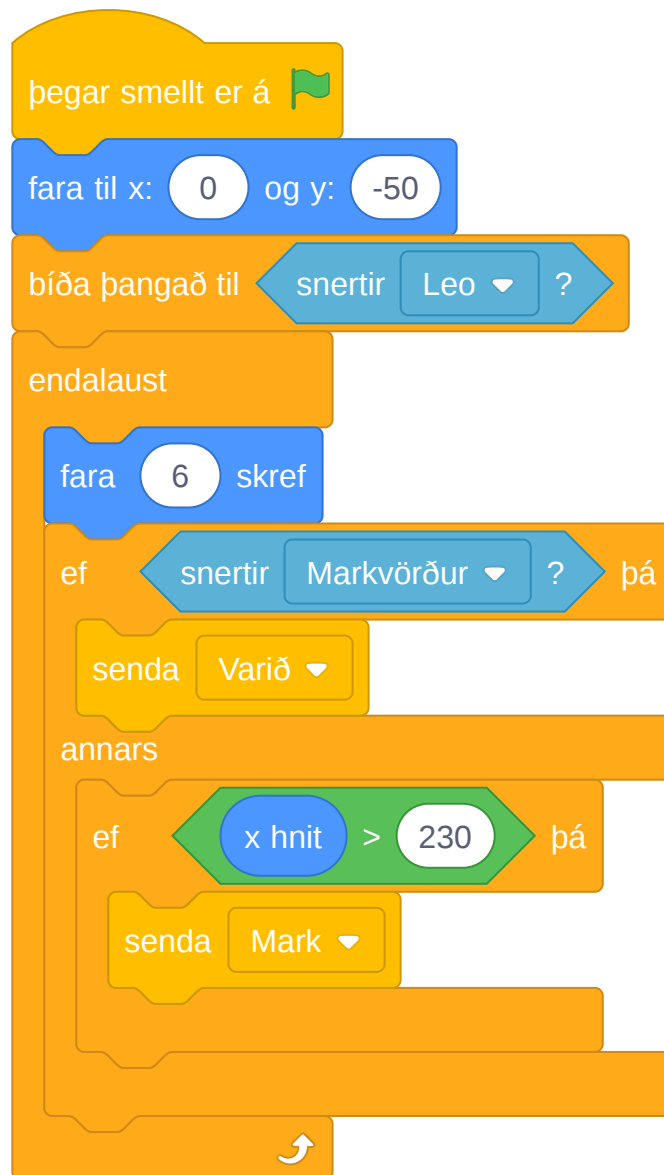 þegar smellt er á
fara til x: 0 og y: -50
bíða þangað til snertir Leo ?
endalaust
fara 6 skref
ef snertir Markvörður ? þá
senda Varið
annars
ef x hnit > 230 þá
senda Mark